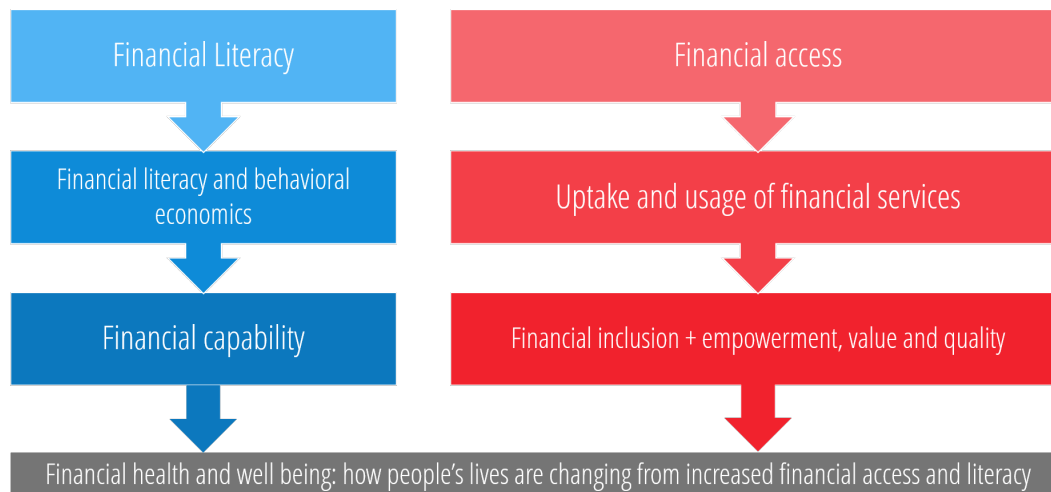 Financial Literacy
Financial access
Financial literacy and behavioral
economics
Uptake and usage of financial services
Financial capability
Financial inclusion + empowerment, value and quality
Financial health and well being: how people’s lives are changing from increased financial access and literacy